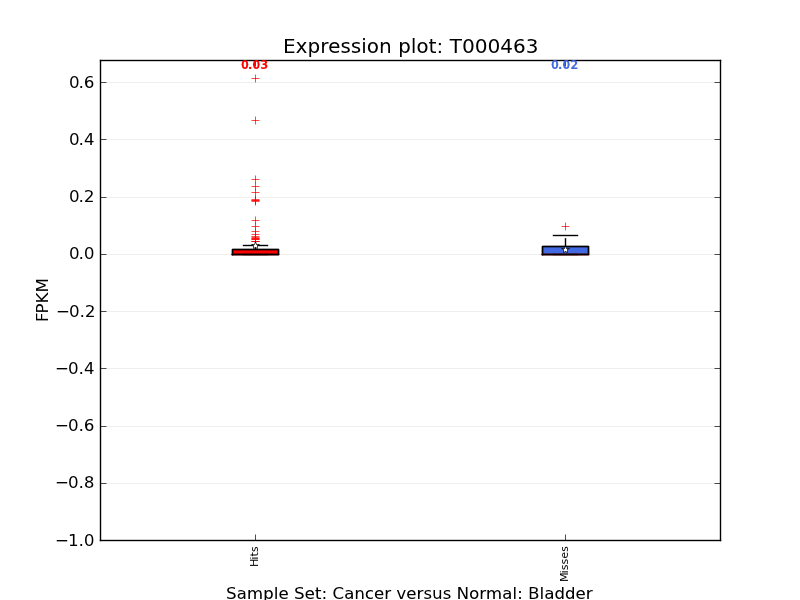 Expression plot: T000463
0.03
0.02
0.6
0.4
0.2
0.0
−0.2
−0.4
−0.6
−0.8
−1.0
FPKM
Hits
Misses
Sample Set: Cancer versus Normal: Bladder